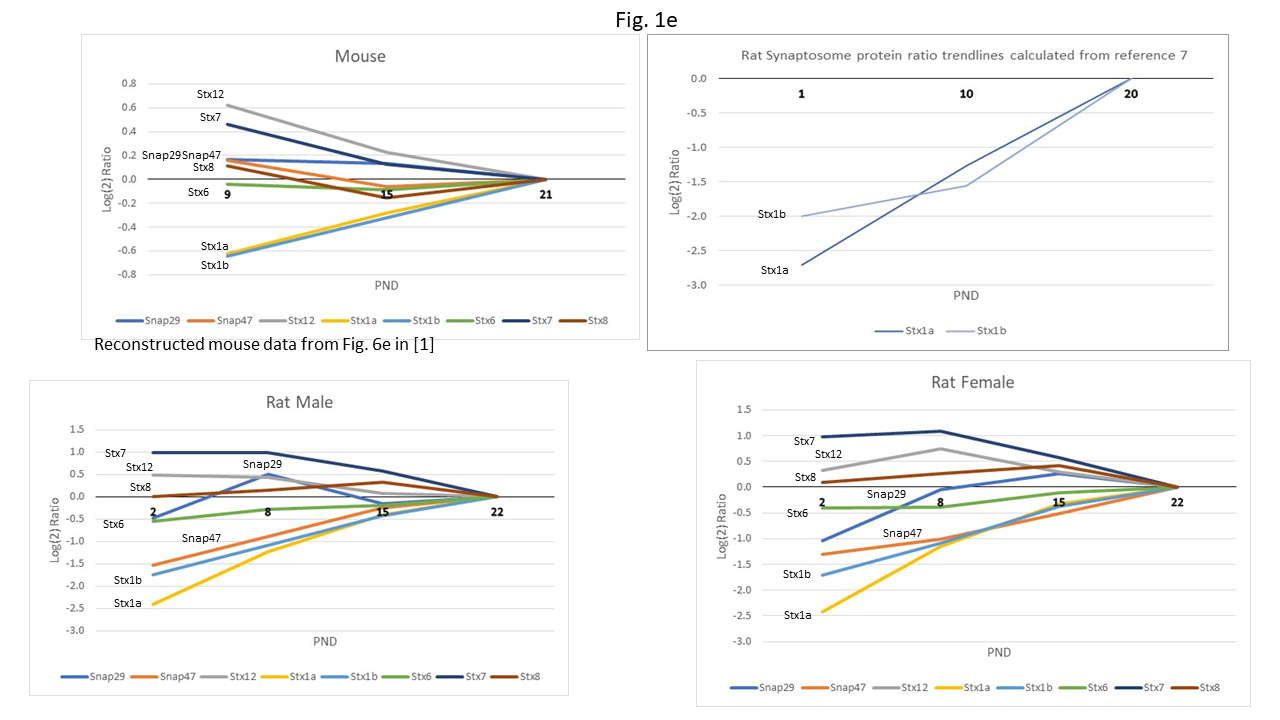 Fig. 1e
Mouse
0.8
0.6
0.4
0.2
0.0
-0.2
-0.4
-0.6
-0.8
Log(2) Ratio
Stx12
Stx7
Snap29 Snap47
Stx8
Stx6
Stx1a
Stx1b
9 15 21
PND
Snap29 Snap47 Stx12 Stx1a Stx1b Stx6 Stx7 Stx8
Reconstructed mouse data from Fig. 6e in [1]
Rat Synaptosome protein ratio trendlines calculated from reference 7
0.0
-0.5
-1.0
-1.5
-2.0
-2.5
-3.0
Log(2) Ratio
1 10 20
Stx1b
Stx1a
PND
Stx1a Stx1b
Rat Male
1.5
1.0
0.5
0.0
-0.5
-1.0
-1.5
-2.0
-2.5
-3.0
Log(2) Ratio
Stx7
Stx12
Snap29
Stx8
2 8 15 22
Stx6
Snap47
Stx1b
Stx1a
PND
Snap29 Snap47 Stx12 Stx1a Stx1b Stx6 Stx7 Stx8
Rat Female
1.5
1.0
0.5
0.0
-0.5
-1.0
-1.5
-2.0
-2.5
-3.0
Log(2) Ratio
Stx7
Stx12
Stx8
Snap29
2 8 15 22
Stx6
Snap47
Stx1b
Stx1a
PND
Snap29 Snap47 Stx12 Stx1a Stx1b Stx6 Stx7 Stx8